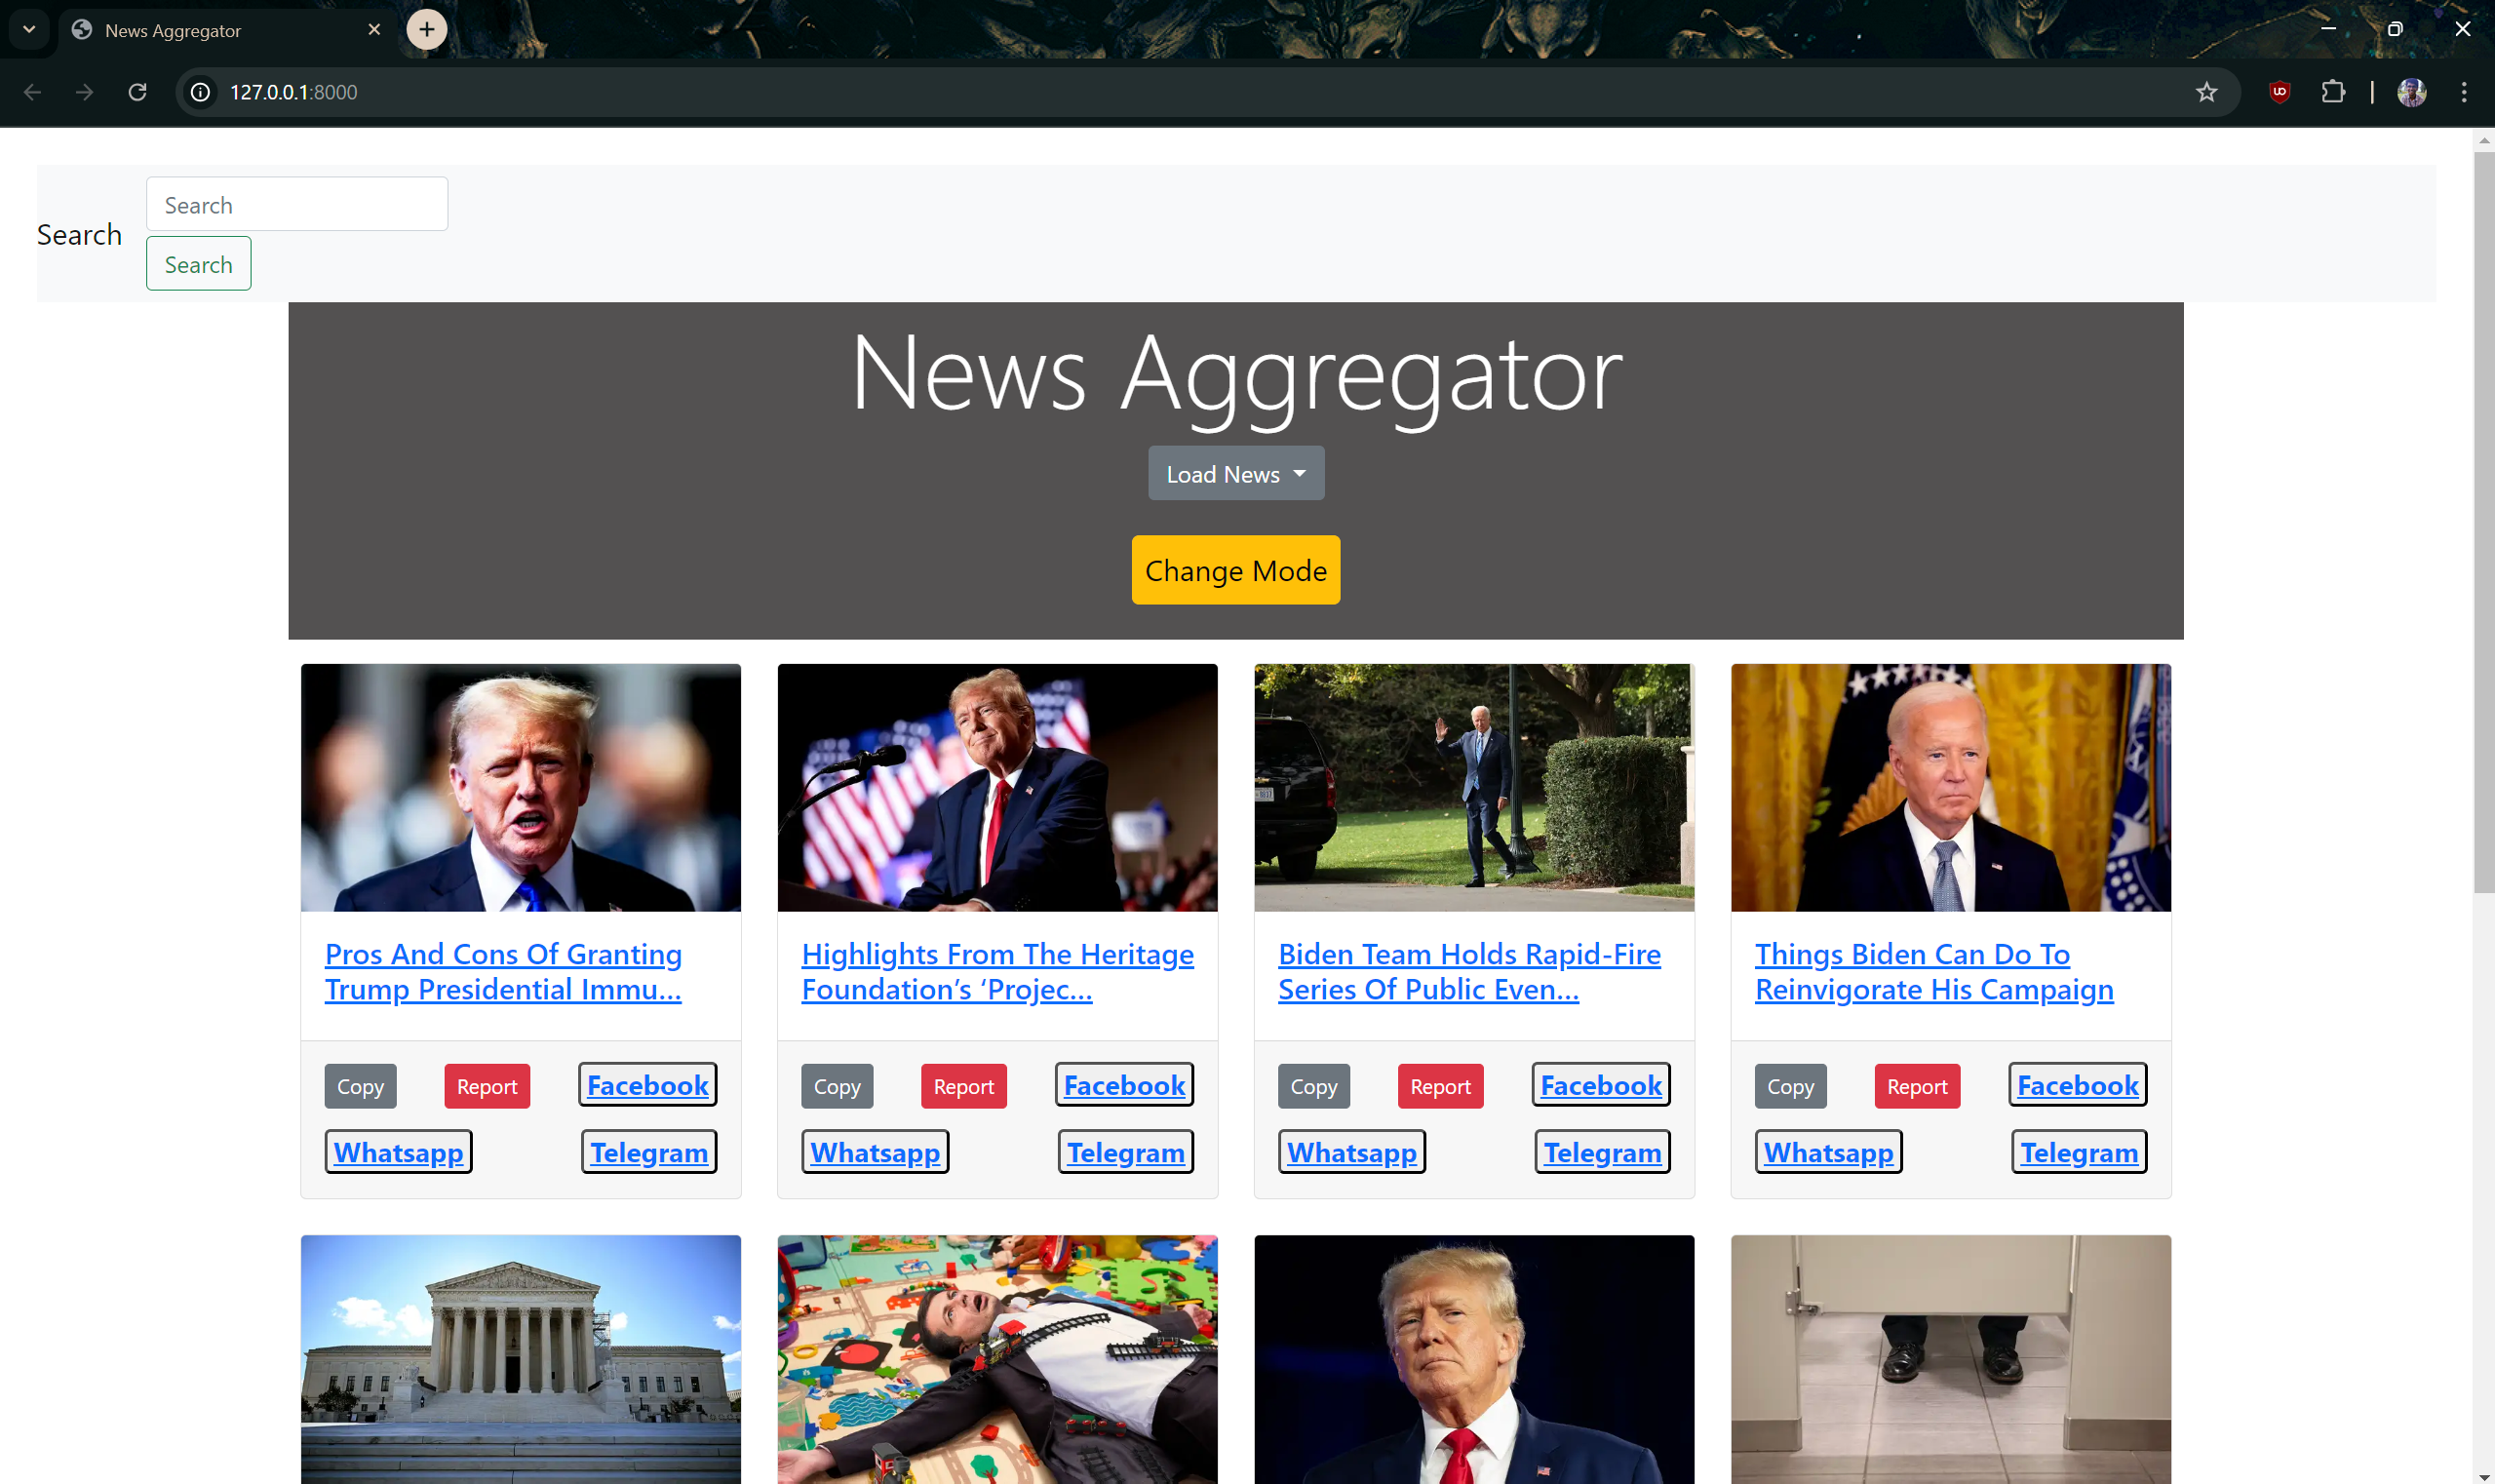 News Aggregator
127.0.0.1:8000
Search
Search
Search
News Aggregator
Load News
Change Mode
Pros And Cons Of Granting
Trump Presidential Immu...
Copy
Report
Facebook
Whatsapp
Telegram
Highlights From The Heritage
Foundation’s ‘Projec...
Copy
Report
Facebook
Whatsapp
Telegram
Biden Team Holds Rapid-Fire
Series Of Public Even...
Copy
Report
Facebook
Whatsapp
Telegram
Things Biden Can Do To
Reinvigorate His Campaign
Copy
Report
Facebook
Whatsapp
Telegram